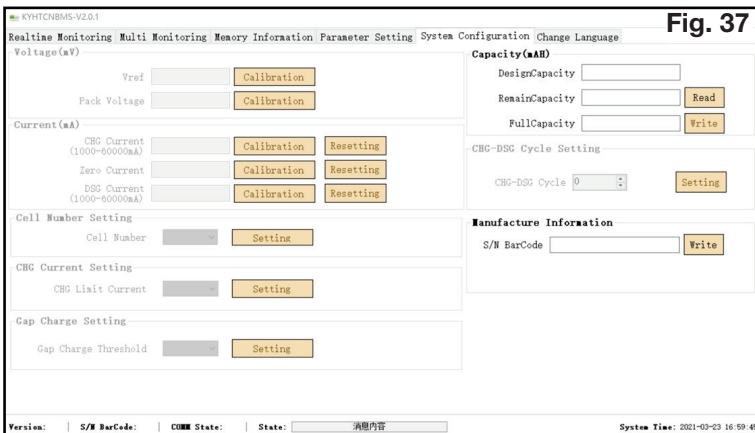 KYHTCNBMS-V2.0.1
Fig. 37
Realtime Monitoring Multi Monitoring Memory Information Parameter Setting System Configuration Change Language
Voltage(mV)
Vref Calibration
Pack Voltage Calibration
Current(mA)
CHG Current
(1000-60000mA) Calibration Resetting
Zero Current Calibration Resetting
DSG Current
(1000-60000mA) Calibration Resetting
Cell Number Setting
Cell Number Setting
CHG Current Setting
CHG Limit Current Setting
Gap Charge Setting
Gap Charge Threshold Setting
Capacity(mAH)
DesignCapacity
RemainCapacity Read
FullCapacity Write
CHG-DSG Cycle Setting
CHG-DSG Cycle 0 Setting
Manufacture Information
S/N BarCode Write
Version: S/N BarCode: COMM State: State: 消息内容 System Time: 2021-03-23 16:59:49